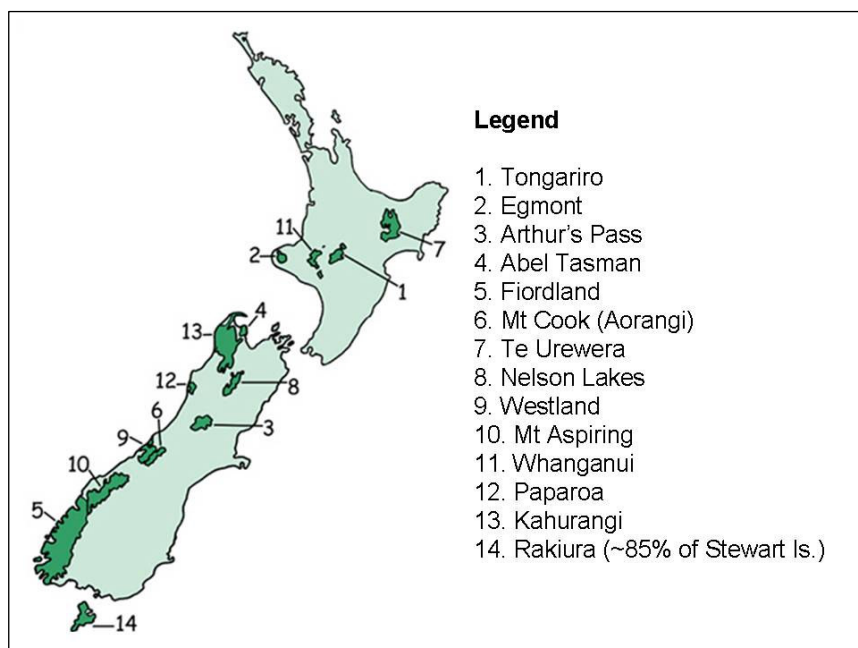 Legend
1. Tongariro
2. Egmont
3. Arthur's Pass
4. Abel Tasman
5. Fiordland
6. Mt Cook (Aorangi)
7. Te Urewera
8. Nelson Lakes
9. Westland
10. Mt Aspiring
11. Whanganui
12. Paparoa
13. Kahurangi
14. Rakiura (~85% of Stewart Is.)
11
2
7
1
4
13
12
8
6
9
3
10
5
14